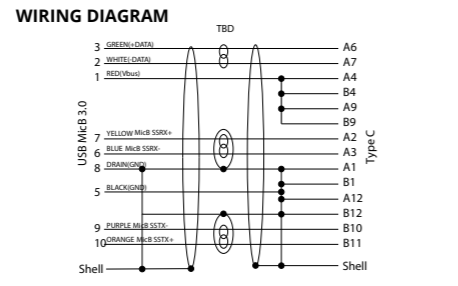 WIRING DIAGRAM
TBD
3 GREEN(+DATA) A6
2 WHITE(-DATA) A7
1 RED(Vbus) A4
B4
A9
B9
7 YELLOW MicB SSRX+ A2
6 BLUE MicB SSRX- A3
8 DRAIN(GND) A1
B1
5 BLACK(GND)
A12
B12
9 PURPLE MicB SSTX- B10
10 ORANGE MicB SSTX+ B11
Shell Shell
USB MicB 3.0
Type C